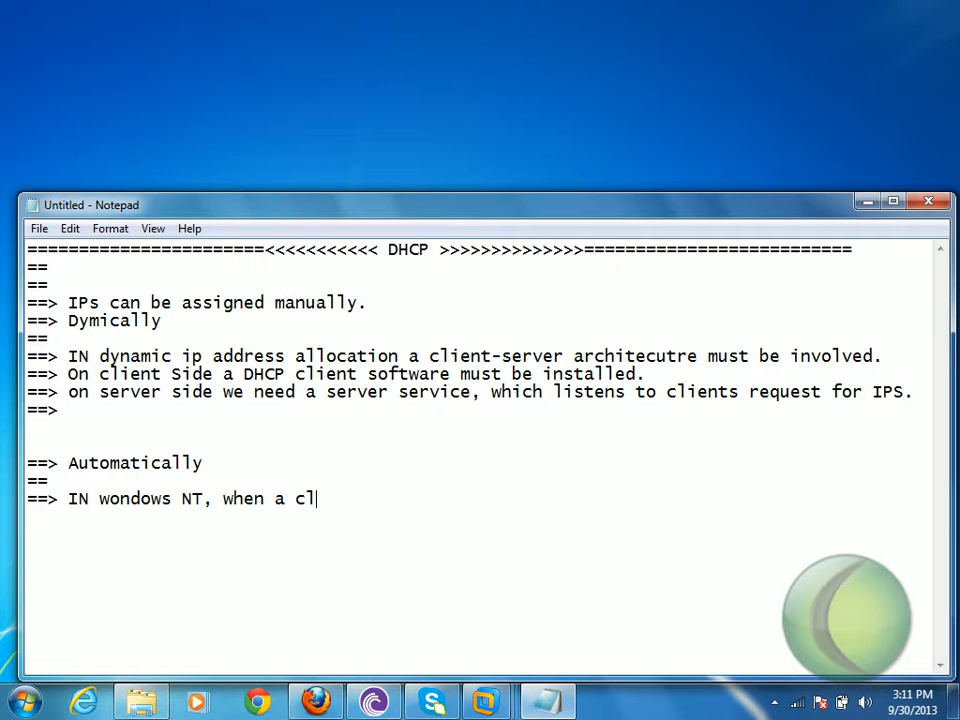 Untitled - Notepad
File Edit Format View Help
=======================<<<<<<<<<<< DHCP >>>>>>>>>>>>>>==========================
==
==
==> IPs can be assigned manually.
==> Dymically
==
==> IN dynamic ip address allocation a client-server architecutre must be involved.
==> On client Side a DHCP client software must be installed.
==> on server side we need a server service, which listens to clients request for IPS.
==>
==> Automatically
==
==> IN wondows NT, when a cl
3:11 PM
9/30/2013